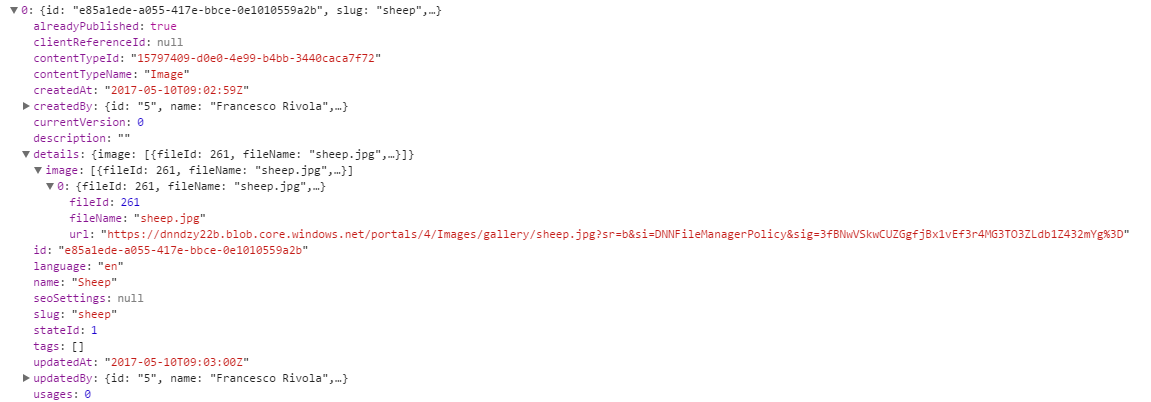 ▼0: {id: "e85a1ede-a055-417e-bbce-0e1010559a2b", slug: "sheep",…}
alreadyPublished: true
clientReferenceId: null
contentTypeId: "15797409-d0e0-4e99-b4bb-3440caca7f72"
contentTypeName: "Image"
createdAt: "2017-05-10T09:02:59Z"
▶createdBy: {id: "5", name: "Francesco Rivola",…}
currentVersion: 0
description: ""
▼details: {image: [{fileId: 261, fileName: "sheep.jpg",…}]}
▼image: [{fileId: 261, fileName: "sheep.jpg",…}]
▼0: {fileId: 261, fileName: "sheep.jpg",…}
fileId: 261
fileName: "sheep.jpg"
url: "https://dnndzy22b.blob.core.windows.net/portals/4/Images/gallery/sheep.jpg?sr=b&si=DNNFileManagerPolicy&sig=3fBNwVSkwCUZGgfjBx1vEf3r4MG3TO3ZLdb1Z432mYg%3D"
id: "e85a1ede-a055-417e-bbce-0e1010559a2b"
language: "en"
name: "Sheep"
seoSettings: null
slug: "sheep"
stateId: 1
tags: []
updatedAt: "2017-05-10T09:03:00Z"
▶updatedBy: {id: "5", name: "Francesco Rivola",…}
usages: 0